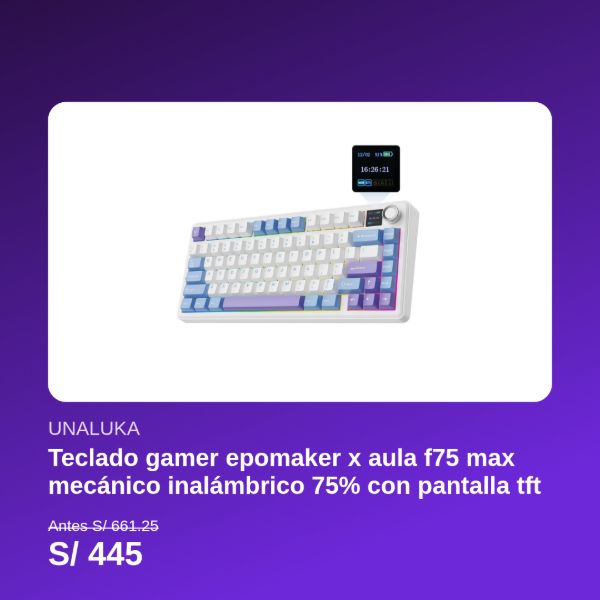 12/02 91%
16:26:21
UNALUKA
Teclado gamer epomaker x aula f75 max
mecánico inalámbrico 75% con pantalla tft
Antes S/ 661.25
S/ 445